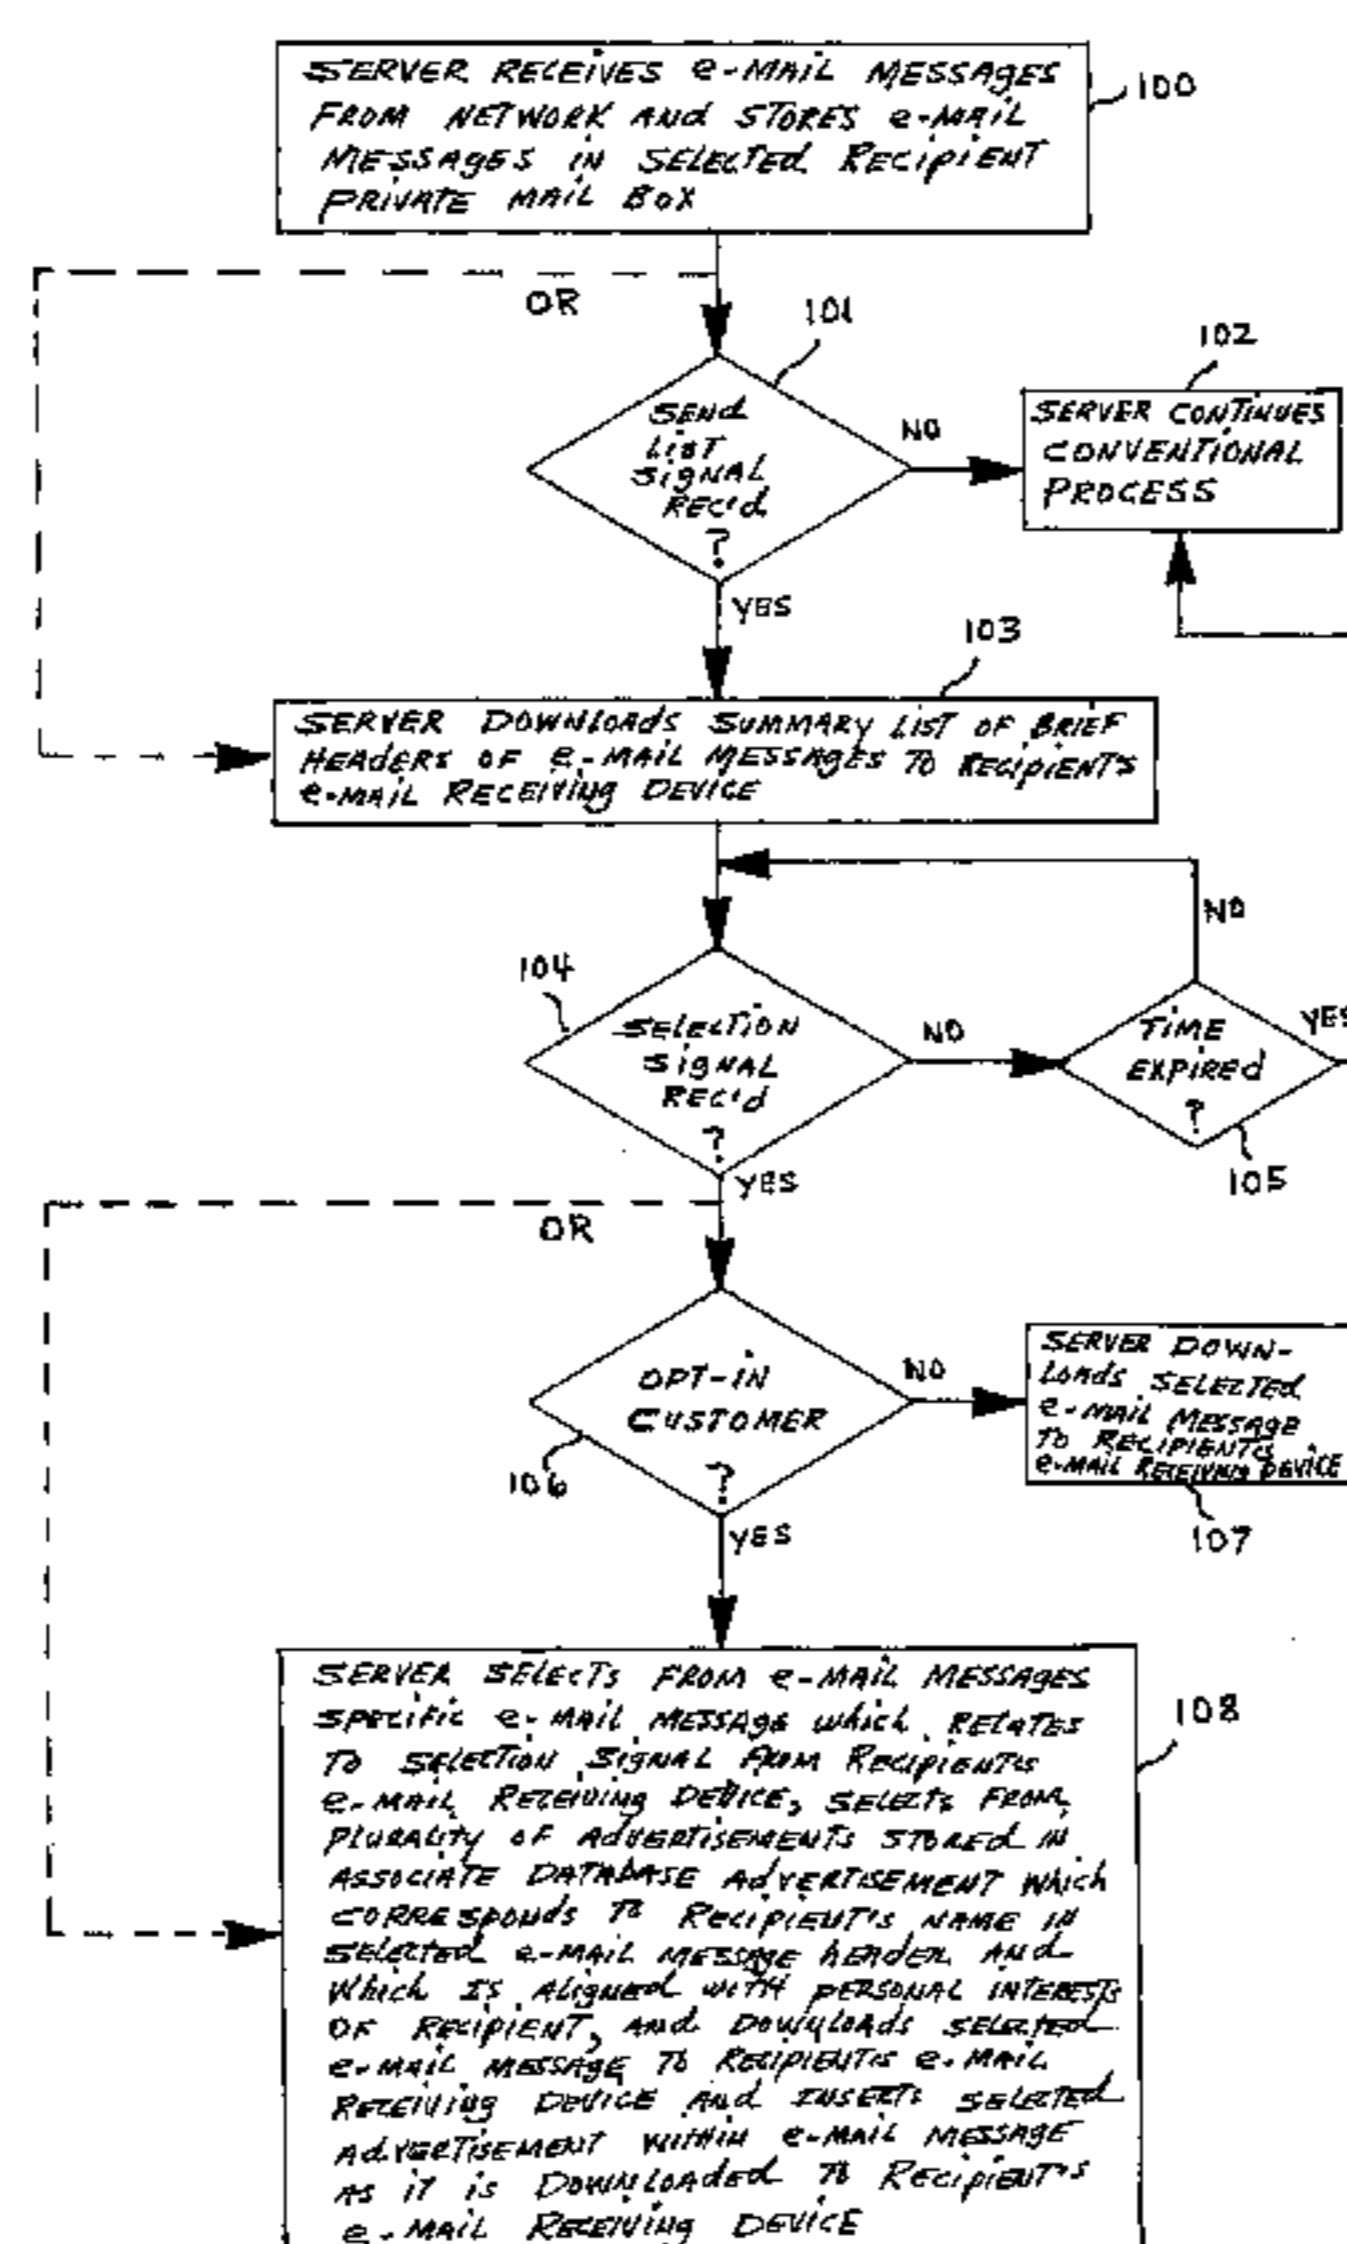 SERVER RECEIVES e-MAIL MESSAGES
FROM NETWORK AND STORES e-MAIL
MESSAGES IN SELECTED RECIPIENT
PRIVATE MAIL BOX
100
OR
101
SEND
LIST
SIGNAL
REC'd
?
NO
102
SERVER CONTINUES
CONVENTIONAL
PROCESS
YES
103
SERVER DOWNLOADS SUMMARY LIST OF BRIEF
HEADERS OF e-MAIL MESSAGES TO RECIPIENT'S
e-MAIL RECEIVING DEVICE
NO
104
SELECTION
SIGNAL
REC'd
?
NO
TIME
EXPIRED
?
YES
105
YES
OR
OPT-IN
CUSTOMER
?
106
NO
SERVER DOWN-
LOADS SELECTED
e-MAIL MESSAGE
TO RECIPIENT'S
e-MAIL RECEIVING DEVICE
107
YES
108
SERVER SELECTS FROM e-MAIL MESSAGES
SPECIFIC e-MAIL MESSAGE WHICH RELATES
TO SELECTION SIGNAL FROM RECIPIENT'S
e-MAIL RECEIVING DEVICE, SELECTS FROM
PLURALITY OF ADVERTISEMENTS STORED IN
ASSOCIATE DATABASE ADVERTISEMENT WHICH
CORRESPONDS TO RECIPIENT'S NAME IN
SELECTED e-MAIL MESSAGE HEADER AND
WHICH IS ALIGNED WITH PERSONAL INTERESTS
OF RECIPIENT, AND DOWNLOADS SELECTED
e-MAIL MESSAGE TO RECIPIENT'S e-MAIL
RECEIVING DEVICE AND INSERTS SELECTED
ADVERTISEMENT WITHIN e-MAIL MESSAGE
AS IT IS DOWNLOADED TO RECIPIENT'S
e-MAIL RECEIVING DEVICE